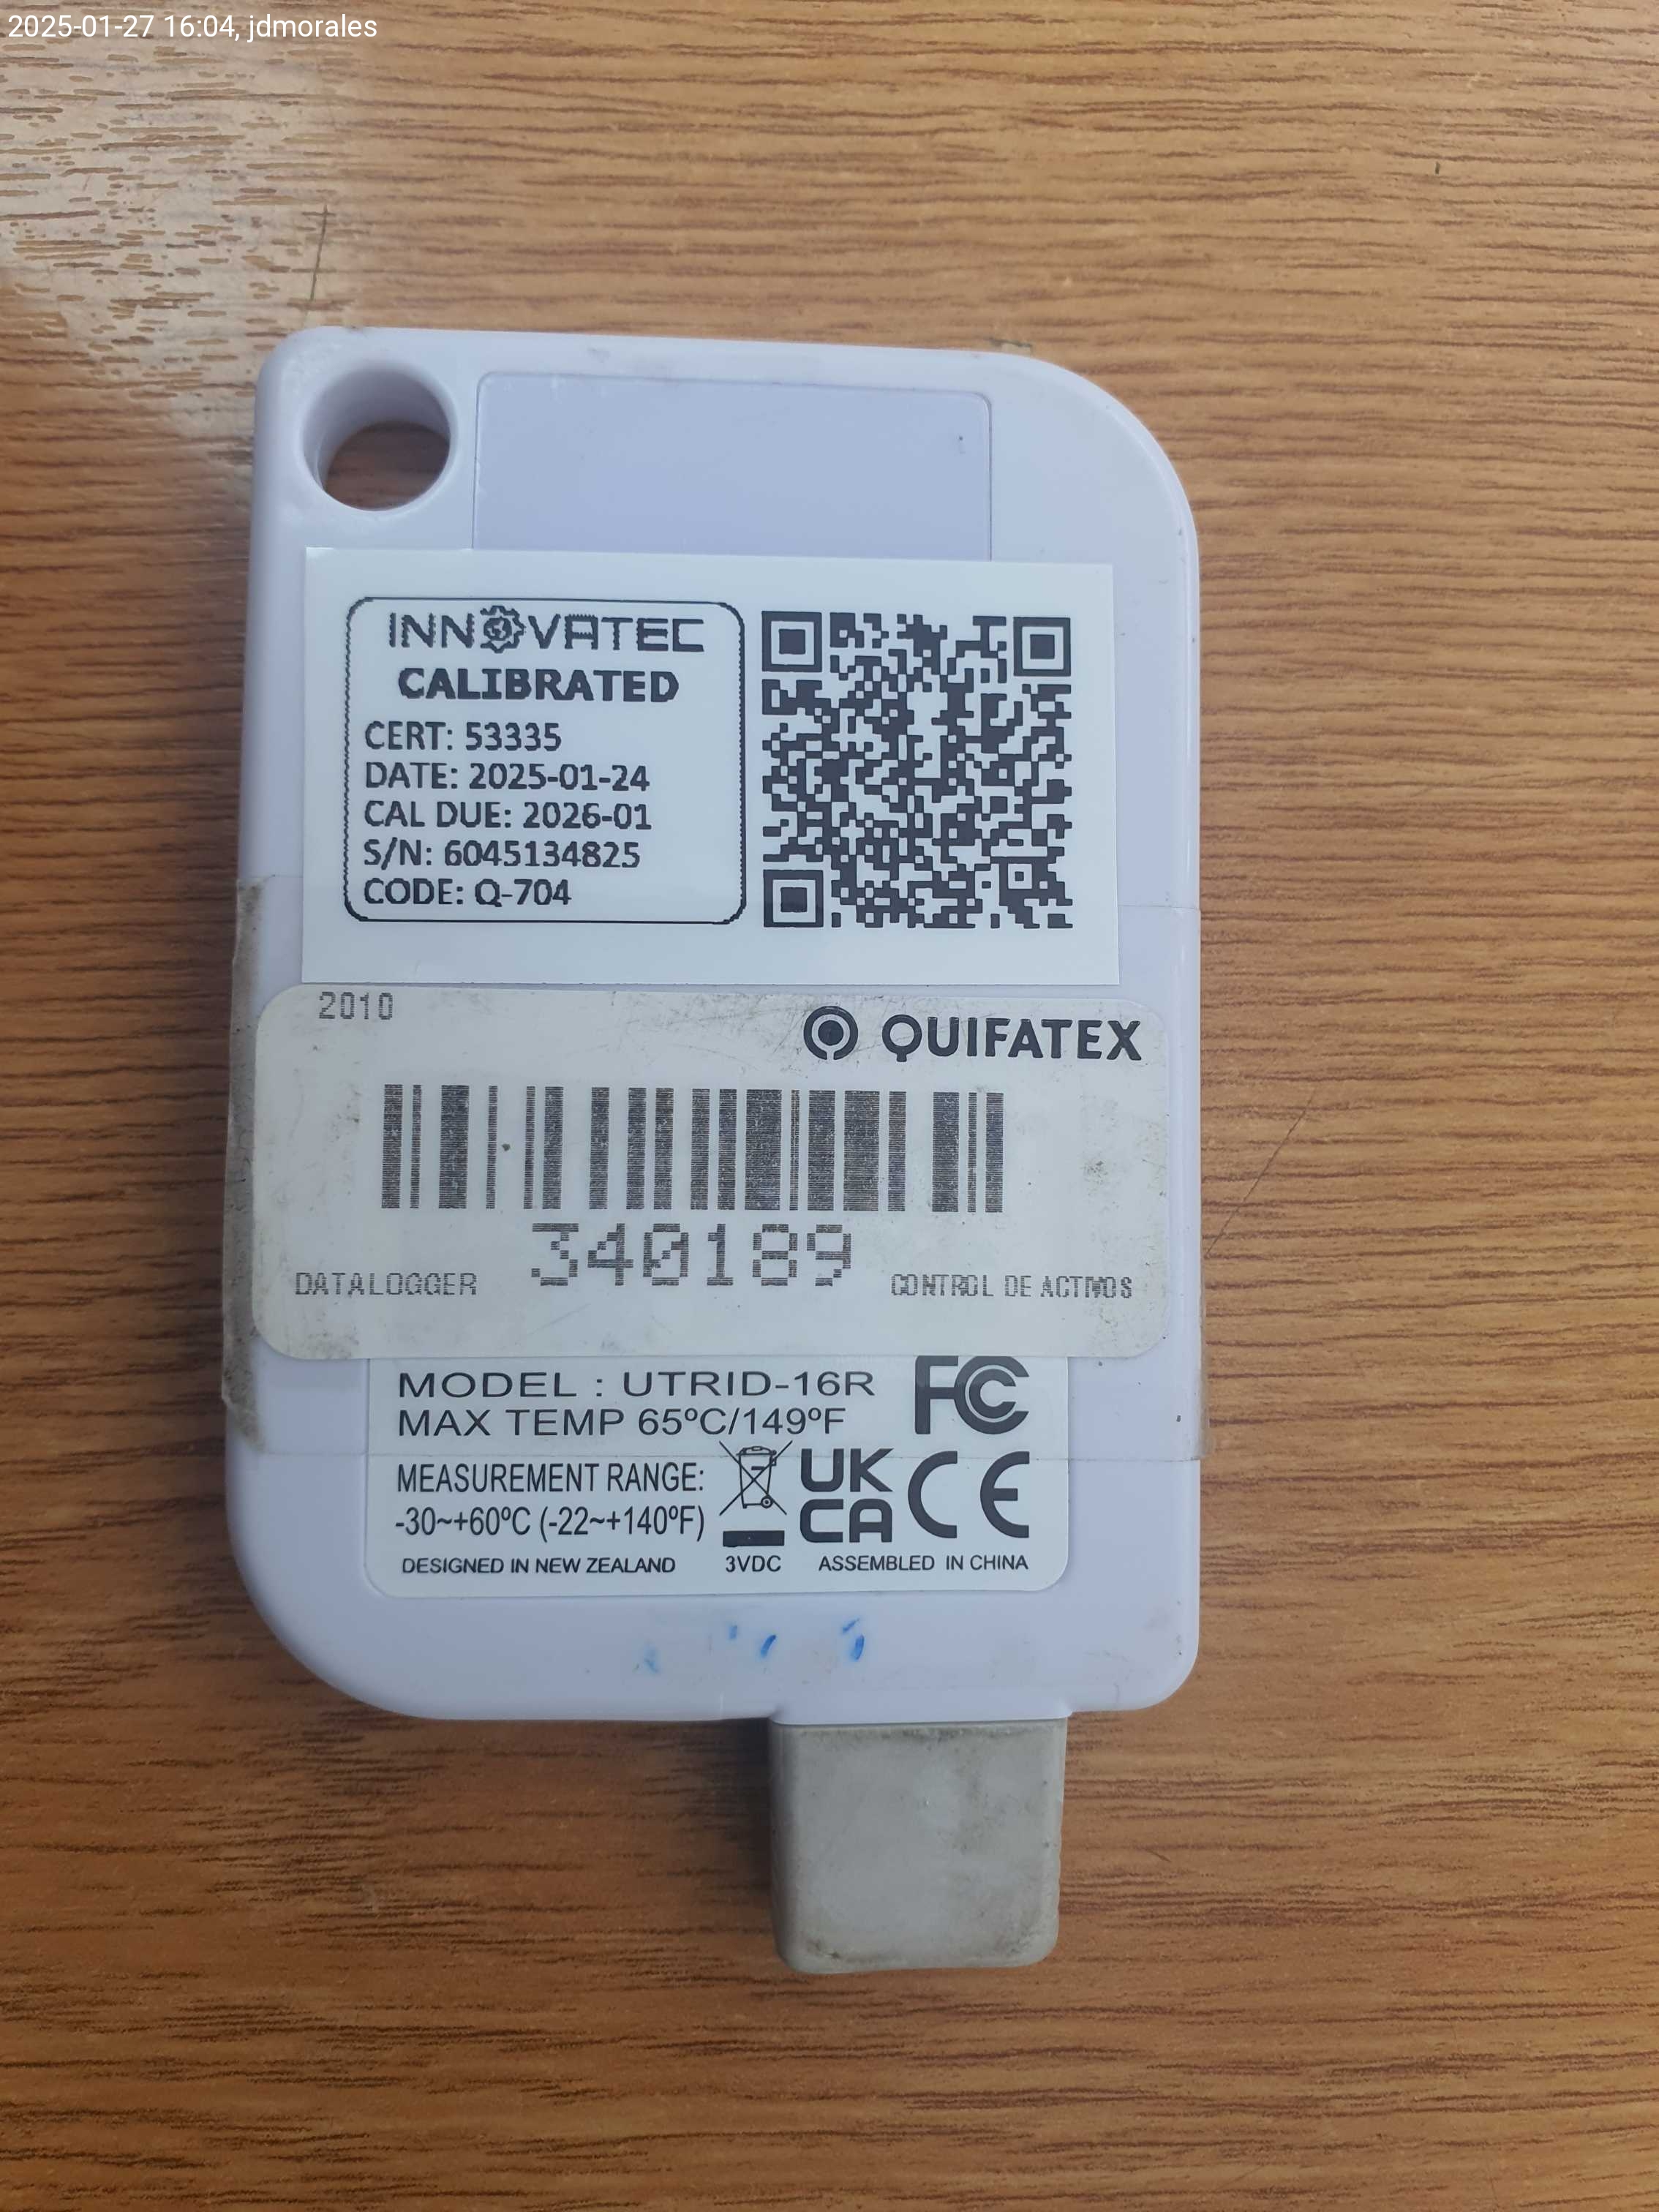 2025-01-27 16:04, jdmorales
INNOVATEC
CALIBRATED
CERT: 53335
DATE: 2025-01-24
CAL DUE: 2026-01
S/N: 6045134825
CODE: Q-704
2010
QUIFATEX
340189
DATALOGGER
CONTROL DE ACTIVOS
MODEL : UTRID-16R
FC
MAX TEMP 65ºC/149ºF
MEASUREMENT RANGE:
-30~+60ºC (-22~+140ºF)
UK
CA
CE
DESIGNED IN NEW ZEALAND
3VDC
ASSEMBLED IN CHINA